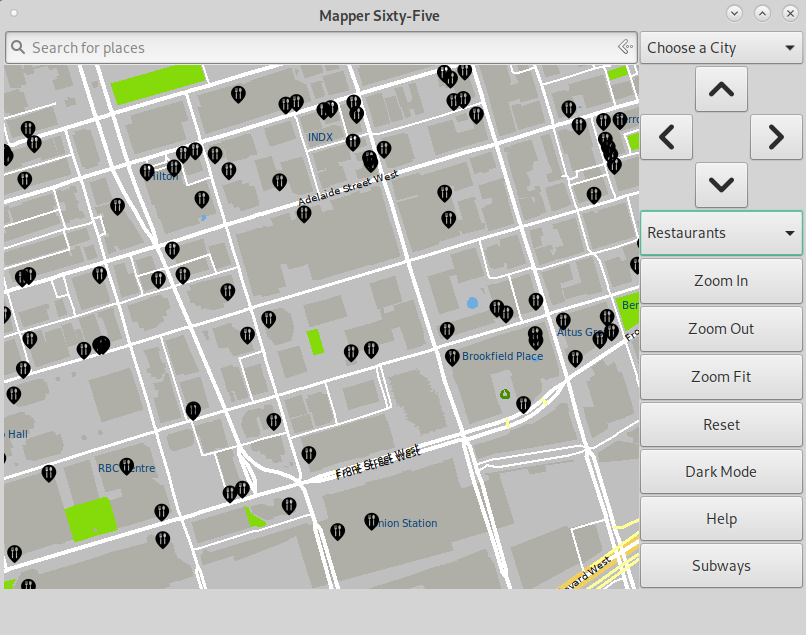 Mapper Sixty-Five
Search for places
Choose a City
INDX
Hilton
Adelaide Street West
Restaurants
Zoom In
Ber
Altus Gro
Fro
Zoom Out
Brookfield Place
Zoom Fit
Reset
Hall
Front Street West
Front Street West
RBC Centre
Dark Mode
Help
nion Station
Subways
vard West